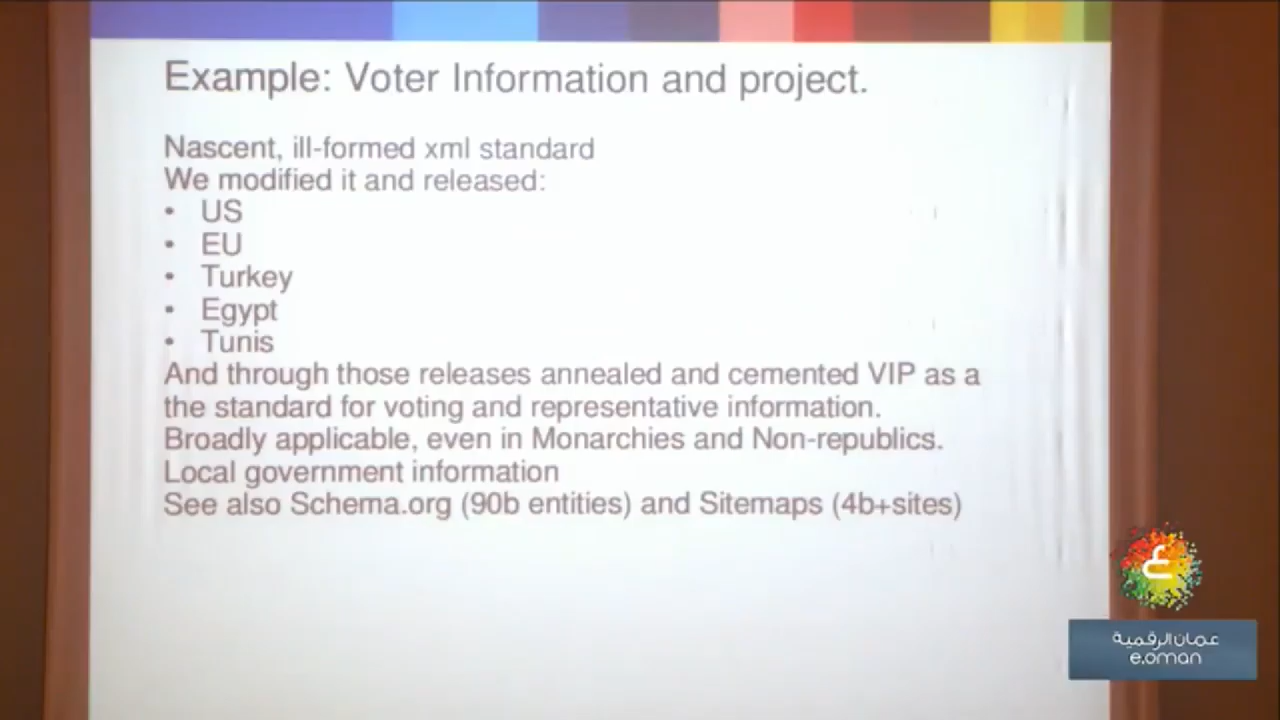 Example: Voter Information and project.
Nascent, ill-formed xml standard
We modified it and released:
• US
• EU
• Turkey
• Egypt
• Tunis
And through those releases annealed and cemented VIP as a
the standard for voting and representative information.
Broadly applicable, even in Monarchies and Non-republics.
Local government information
See also Schema.org (90b entities) and Sitemaps (4b+sites)
ع
عمان الرقمية
e.oman